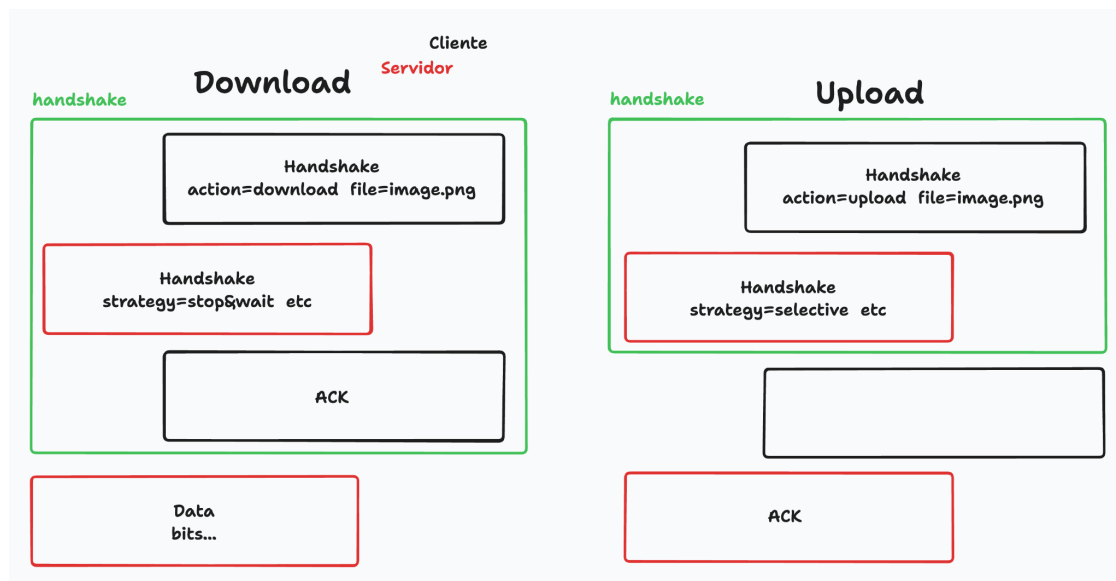 Cliente
Servidor
Download
handshake
Handshake
action=download file=image.png
Handshake
strategy=stop&wait etc
ACK
Data
bits...
Upload
handshake
Handshake
action=upload file=image.png
Handshake
strategy=selective etc
ACK